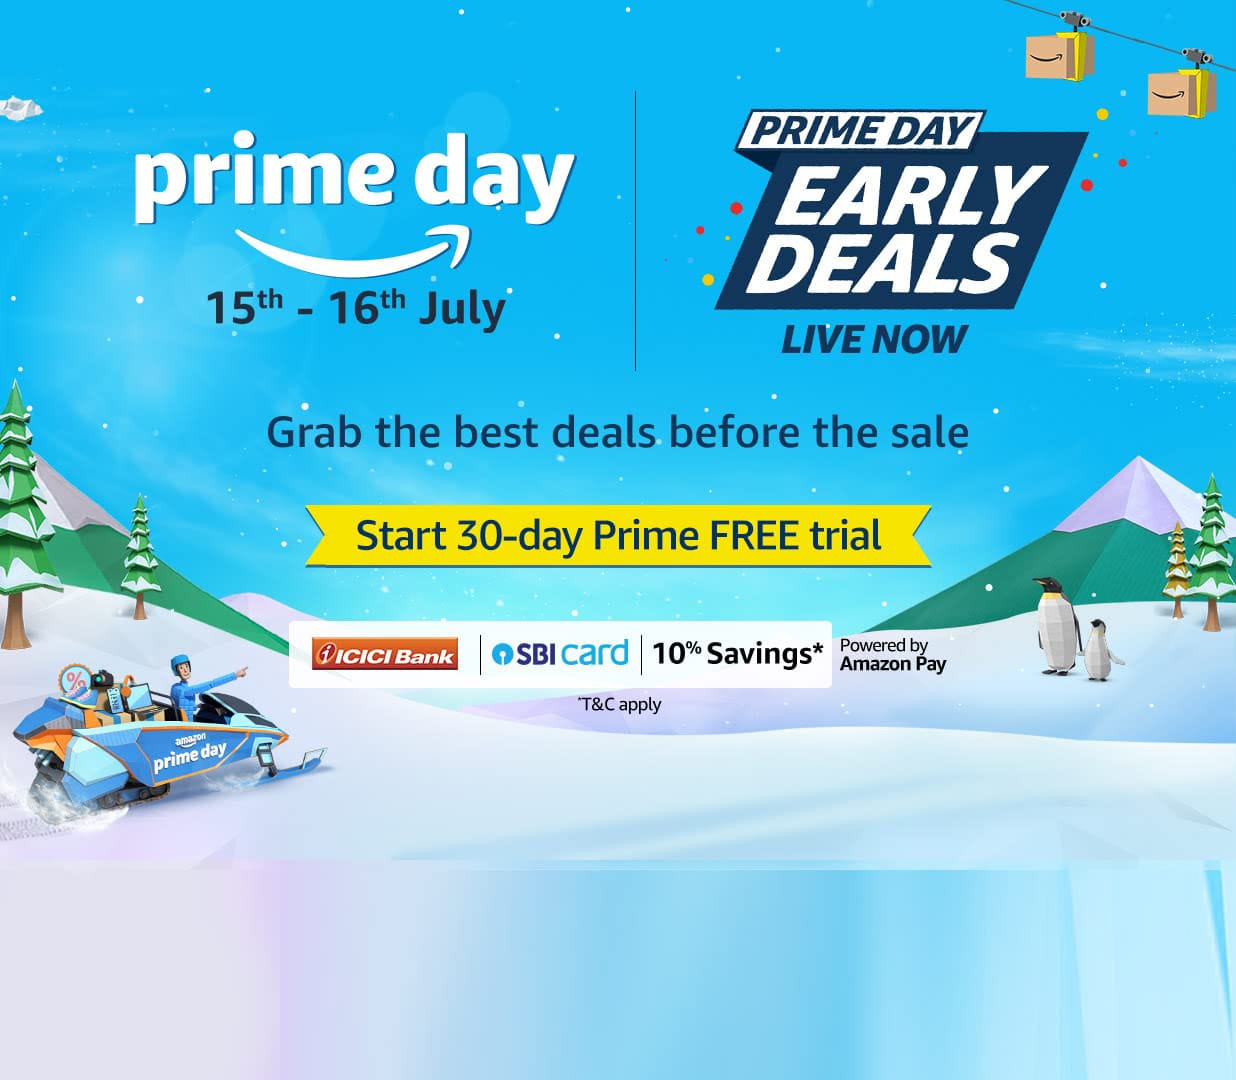 prime day
15th - 16th July
PRIME DAY
EARLY
DEALS
LIVE NOW
Grab the best deals before the sale
Start 30-day Prime FREE trial
ICICI Bank
SBI card
10% Savings*
Powered by
Amazon Pay
*T&C apply
%
amazon
prime day